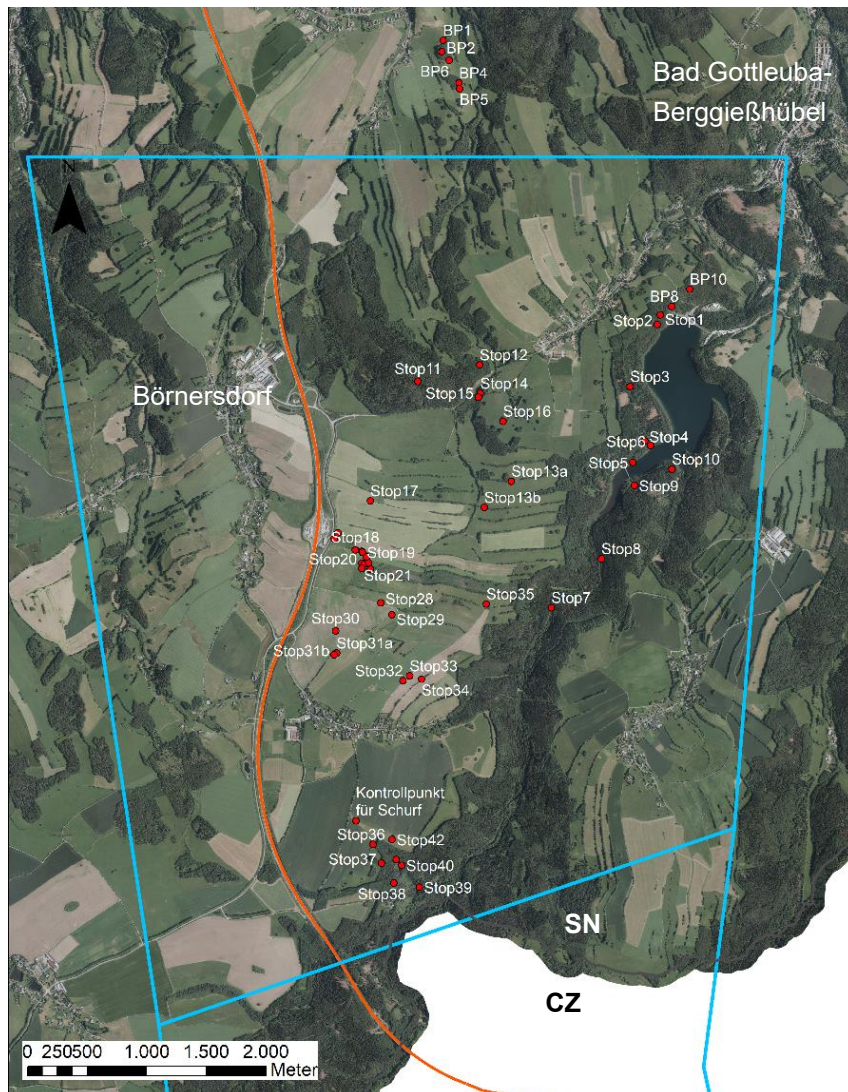 BP1
BP2
BP6
BP4
BP5
Bad Gottleuba-
Berggießhübel
N
BP10
BP8
Stop2
Stop1
Stop12
Stop11
Stop3
Stop14
Stop15
Börnersdorf
Stop16
Stop6
Stop4
Stop5
Stop10
Stop13a
Stop9
Stop17
Stop13b
Stop18
Stop19
Stop20
Stop8
Stop21
Stop28
Stop35
Stop7
Stop29
Stop30
Stop31a
Stop31b
Stop32
Stop33
Stop34
Kontrollpunkt
für Schurf
Stop36
Stop42
Stop37
Stop40
Stop38
Stop39
SN
CZ
0 250500 1.000 1.500 2.000
Meter